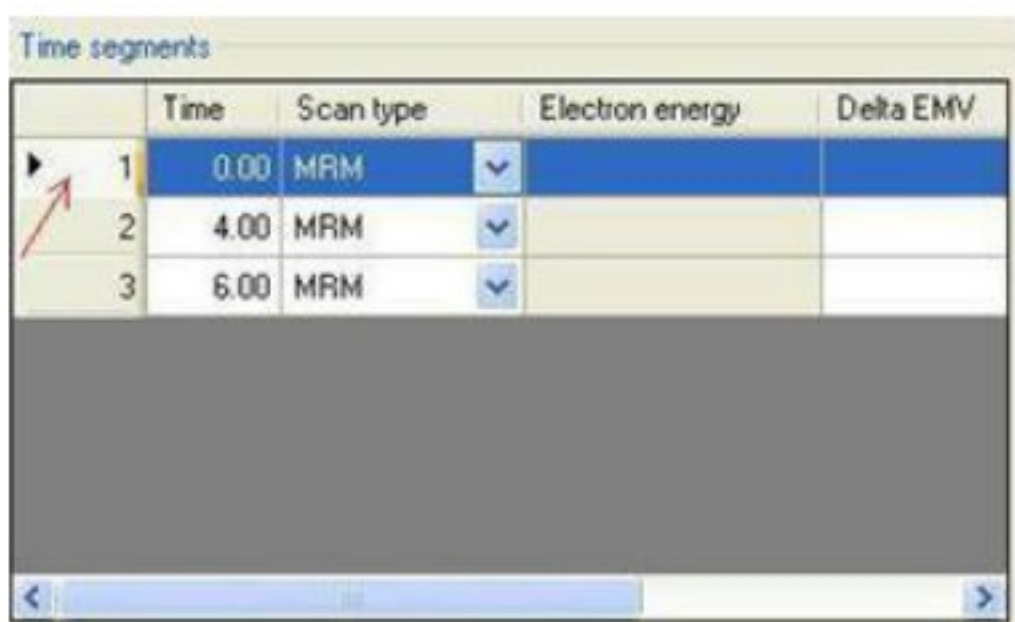 Time segments
Time Scan type Electron energy Delta EMV
1 0.00 MRM
2 4.00 MRM
3 6.00 MRM